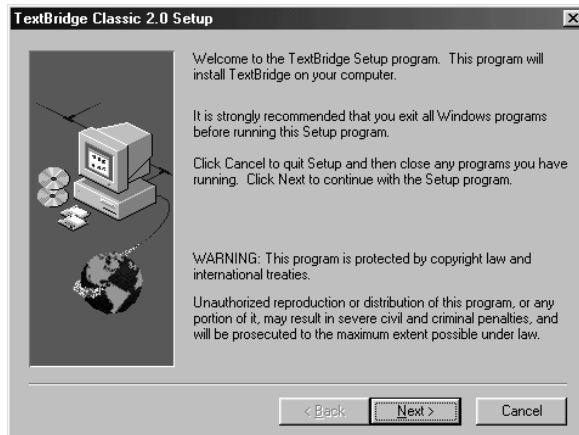 TextBridge Classic 2.0 Setup
Welcome to the TextBridge Setup program. This program will
install TextBridge on your computer.
It is strongly recommended that you exit all Windows programs
before running this Setup program.
Click Cancel to quit Setup and then close any programs you have
running. Click Next to continue with the Setup program.
WARNING: This program is protected by copyright law and
international treaties.
Unauthorized reproduction or distribution of this program, or any
portion of it, may result in severe civil and criminal penalties, and
will be prosecuted to the maximum extent possible under law.
< Back Next > Cancel